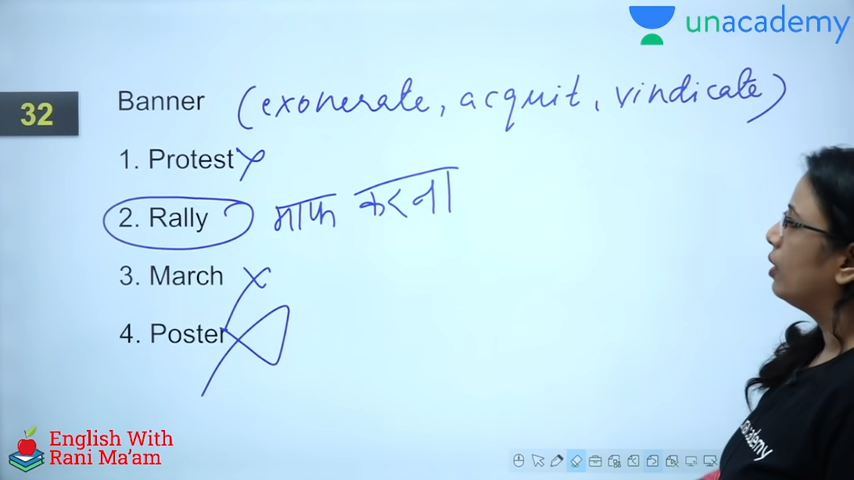 unacademy
32
Banner (exonerate, acquit, vindicate)
1. Protest
2. Rally माफ करना
3. March
4. Poster
English With
Rani Ma'am
unacademy